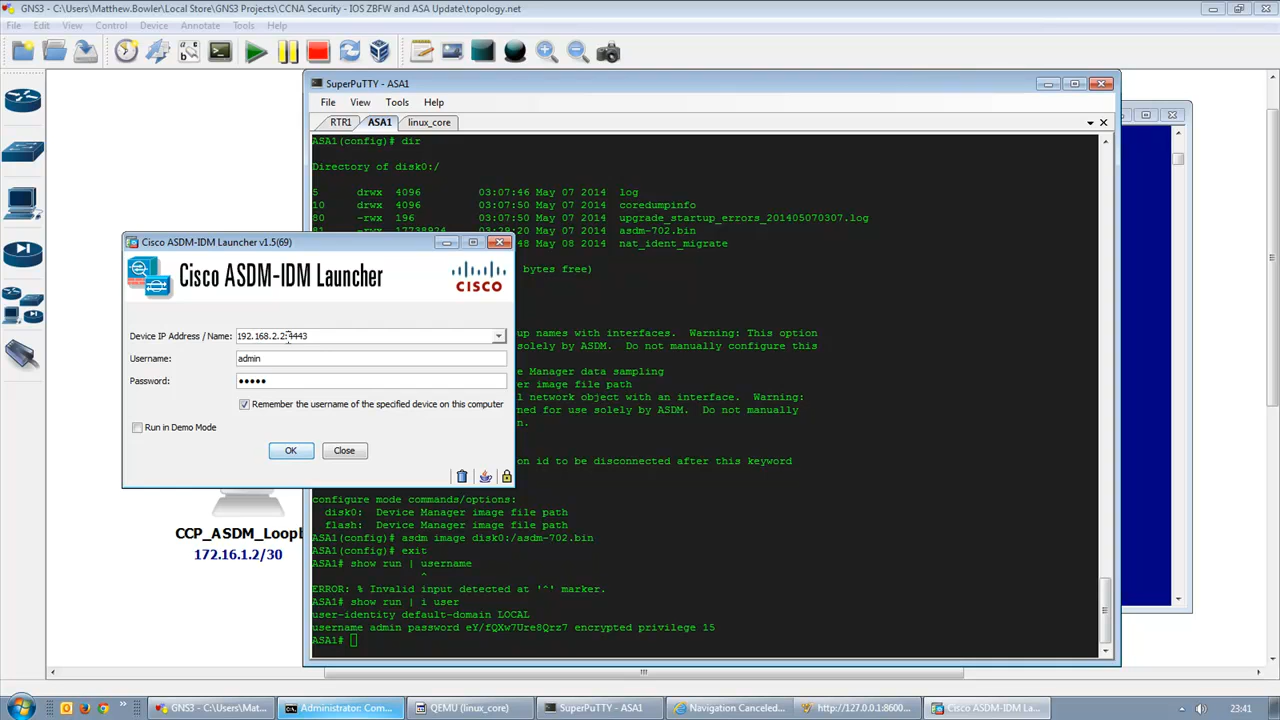 GNS3 - C:\Users\Matthew.Bowler\Local Store\GNS3 Projects\CCNA Security - IOS ZBFW and ASA Update\topology.net
File Edit View Control Device Annotate Tools Help
SuperPuTTY - ASA1
File View Tools Help
RTR1 ASA1 linux_core
ASA1(config)# dir
Directory of disk0:/
5 drwx 4096 03:07:46 May 07 2014 log
10 drwx 4096 03:07:50 May 07 2014 coredumpinfo
80 -rwx 196 03:07:50 May 07 2014 upgrade_startup_errors_201405070307.log
81 -rwx 17738924 03:29:20 May 07 2014 asdm-702.bin
May 08 2014 nat_ident_migrate
bytes free)
up names with interfaces. Warning: This option
solely by ASDM. Do not manually configure this
e Manager data sampling
er image file path
l network object with an interface. Warning:
ned for use solely by ASDM. Do not manually
n.
on id to be disconnected after this keyword
configure mode commands/options:
disk0: Device Manager image file path
flash: Device Manager image file path
ASA1(config)# asdm image disk0:/asdm-702.bin
ASA1(config)# exit
ASA1# show run | username
^
ERROR: % Invalid input detected at '^' marker.
ASA1# show run | i user
user-identity default-domain LOCAL
username admin password eY/fQXw7Ure8Qrz7 encrypted privilege 15
ASA1#
Cisco ASDM-IDM Launcher v1.5(69)
Cisco ASDM-IDM Launcher
CISCO
Device IP Address / Name: 192.168.2.2:4443
Username: admin
Password: •••••
Remember the username of the specified device on this computer
Run in Demo Mode
OK Close
CCP_ASDM_Loopb
172.16.1.2/30
GNS3 - C:\Users\Mat... Administrator: Com... QEMU (linux_core) SuperPuTTY - ASA1 Navigation Canceled... http://127.0.0.1:8600... Cisco ASDM-IDM La... 23:41